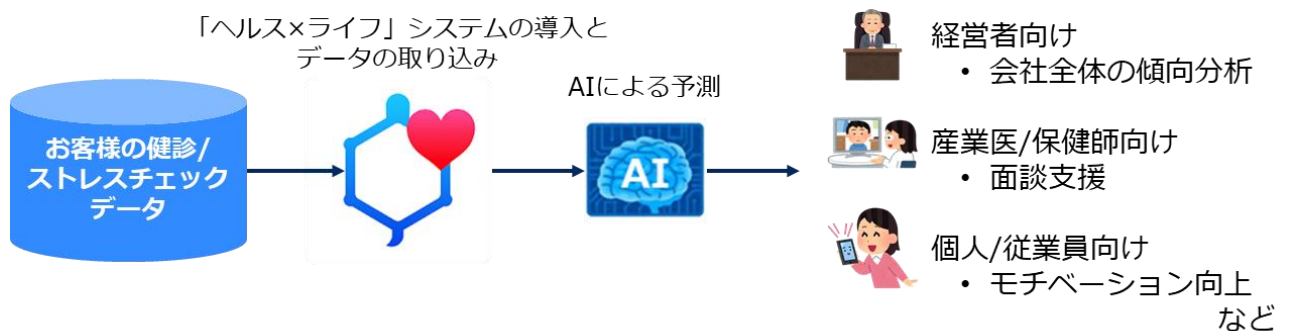 「ヘルス×ライフ」システムの導入と
データの取り込み
お客様の健診/
ストレスチェック
データ
AIによる予測
AI
経営者向け
• 会社全体の傾向分析
産業医/保健師向け
• 面談支援
個人/従業員向け
• モチベーション向上
など